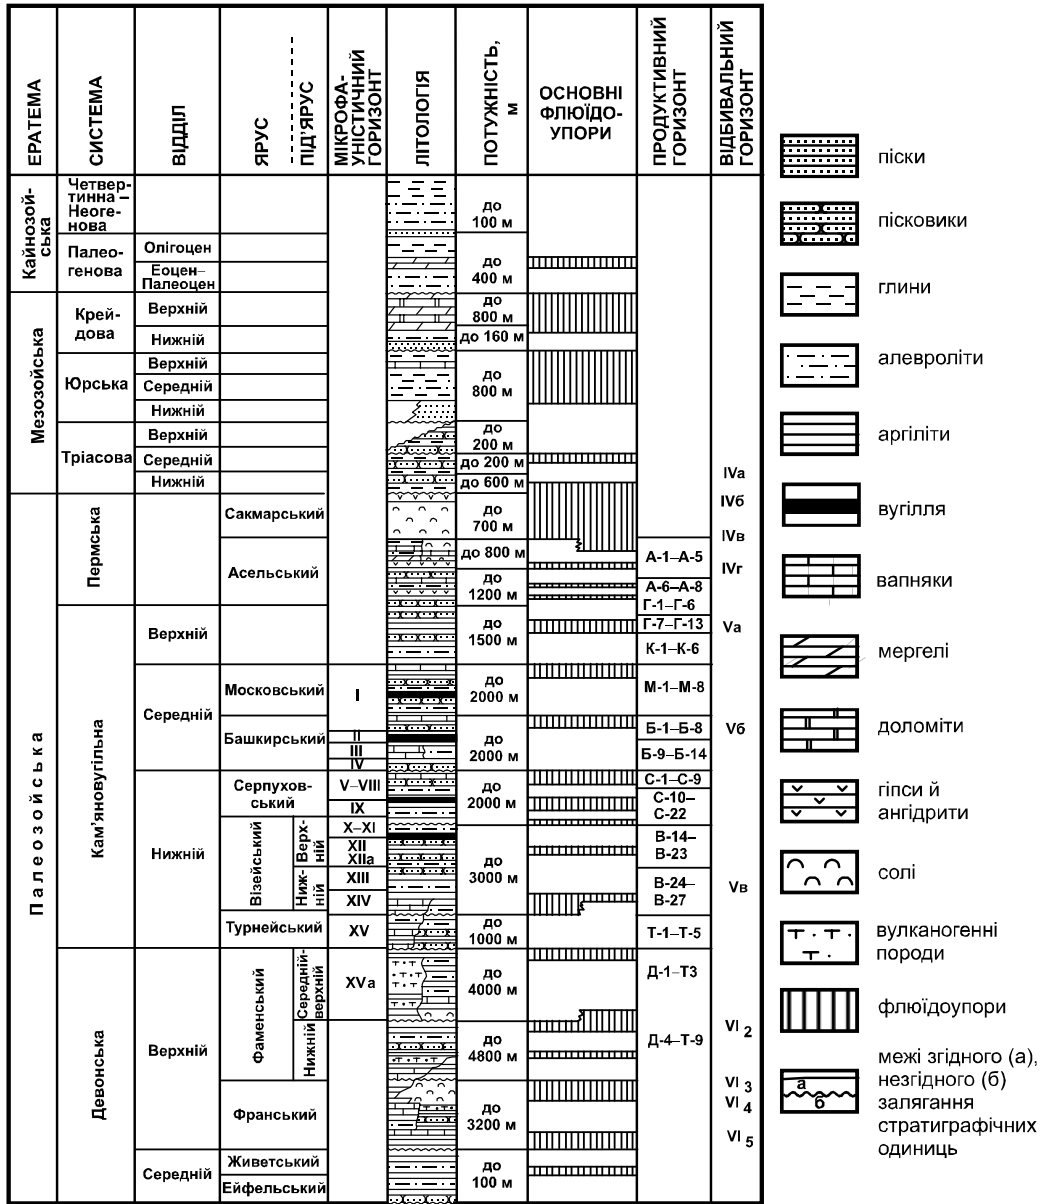 ЕРАТЕМА
СИСТЕМА
ВІДДІЛ
ЯРУС
ПІД'ЯРУС
МІКРОФА-
УНІСТИЧНИЙ
ГОРИЗОНТ
ЛІТОЛОГІЯ
ПОТУЖНІСТЬ,
м
ОСНОВНІ
ФЛЮЇДО-
УПОРИ
ПРОДУКТИВНИЙ
ГОРИЗОНТ
ВІДБИВАЛЬНИЙ
ГОРИЗОНТ
Кайнозой-
ська
Мезозойська
Палеозойська
Четвер-
тинна –
Неоге-
нова
Палео-
генова
Крей-
дова
Юрська
Тріасова
Пермська
Кам'яновугільна
Девонська
Олігоцен
Еоцен–
Палеоцен
Верхній
Нижній
Верхній
Середній
Нижній
Верхній
Середній
Нижній
Верхній
Середній
Нижній
Верхній
Середній
Сакмарський
Асельський
Московський
Башкирський
Серпухов-
ський
Візейський
Верх-
ній
Ниж-
ній
Турнейський
Фаменський
Середній-
верхній
Нижній
Франський
Живетський
Ейфельський
I
II
III
IV
V–VIII
IX
X–XI
XII
XIIa
XIII
XIV
XV
XVa
до
100 м
до
400 м
до
800 м
до 160 м
до
800 м
до
200 м
до 200 м
до 600 м
до
700 м
до 800 м
до
1200 м
до
1500 м
до
2000 м
до
2000 м
до
2000 м
до
3000 м
до
1000 м
до
4000 м
до
4800 м
до
3200 м
до
100 м
А-1–А-5
А-6–А-8
Г-1–Г-6
Г-7–Г-13
К-1–К-6
М-1–М-8
Б-1–Б-8
Б-9–Б-14
С-1–С-9
С-10–
С-22
В-14–
В-23
В-24–
В-27
Т-1–Т-5
Д-1–Т3
Д-4–Т-9
IVа
IVб
IVв
IVг
Vа
Vб
Vв
VI 2
VI 3
VI 4
VI 5
піски
пісковики
глини
алевроліти
аргіліти
вугілля
вапняки
мергелі
доломіти
гіпси й
ангідрити
солі
вулканогенні
породи
флюїдоупори
а
б
межі згідного (а),
незгідного (б)
залягання
стратиграфічних
одиниць